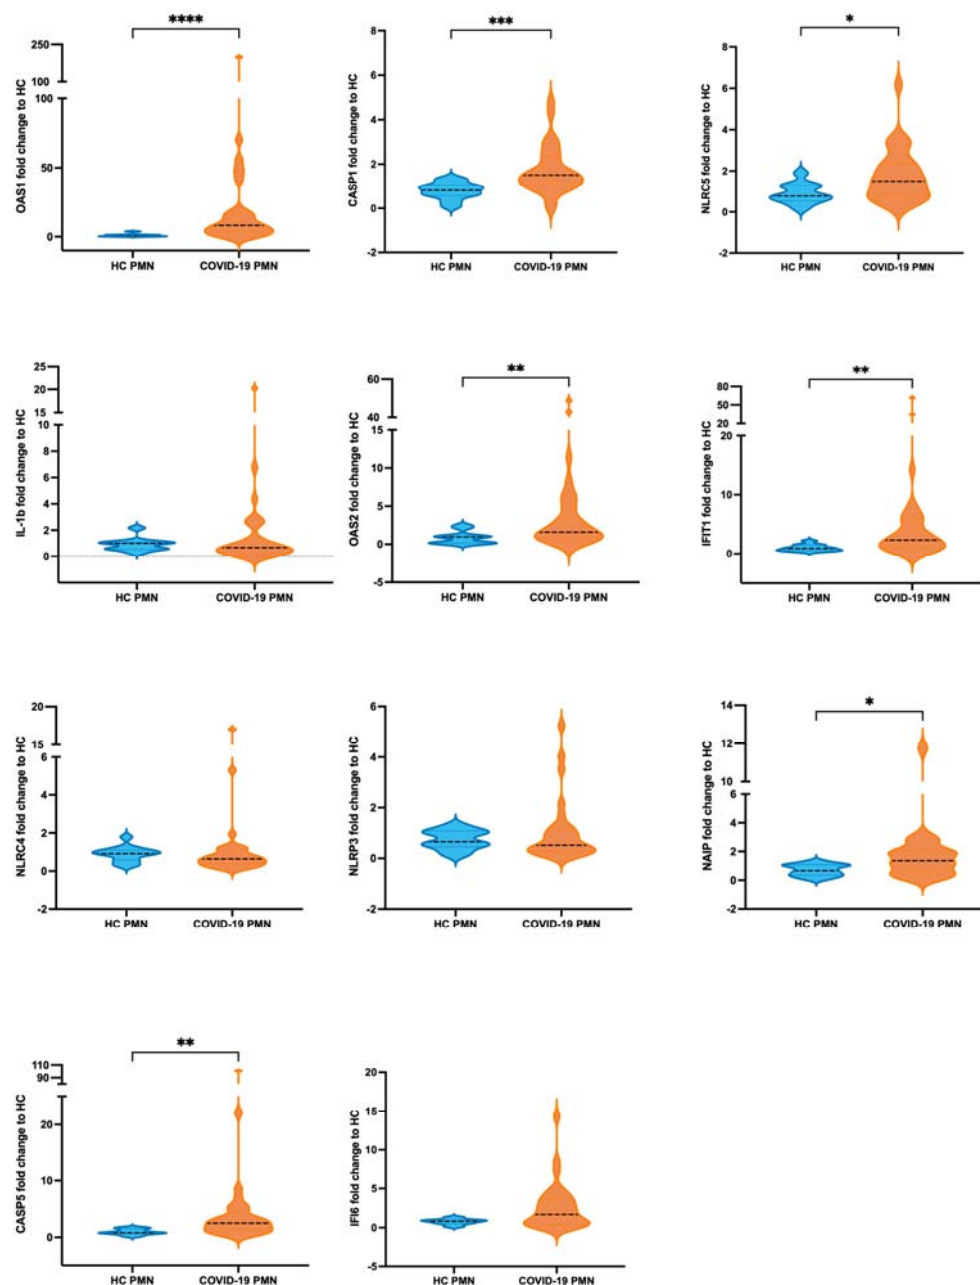 ****
OAS1 fold change to HC
250
100
100
50
0
HC PMN
COVID-19 PMN
***
CASP1 fold change to HC
8
6
4
2
0
-2
HC PMN
COVID-19 PMN
*
NLRC5 fold change to HC
8
6
4
2
0
-2
HC PMN
COVID-19 PMN
IL-1b fold change to HC
25
20
15
10
8
6
4
2
0
HC PMN
COVID-19 PMN
**
OAS2 fold change to HC
60
40
15
10
5
0
-5
HC PMN
COVID-19 PMN
**
IFIT1 fold change to HC
80
50
20
20
15
10
5
0
HC PMN
COVID-19 PMN
NLRC4 fold change to HC
20
15
6
4
2
0
-2
HC PMN
COVID-19 PMN
NLRP3 fold change to HC
6
4
2
0
-2
HC PMN
COVID-19 PMN
*
NAIP fold change to HC
14
12
10
6
4
2
0
-2
HC PMN
COVID-19 PMN
**
CASP5 fold change to HC
110
90
20
10
0
HC PMN
COVID-19 PMN
IFI6 fold change to HC
20
15
10
5
0
-5
HC PMN
COVID-19 PMN